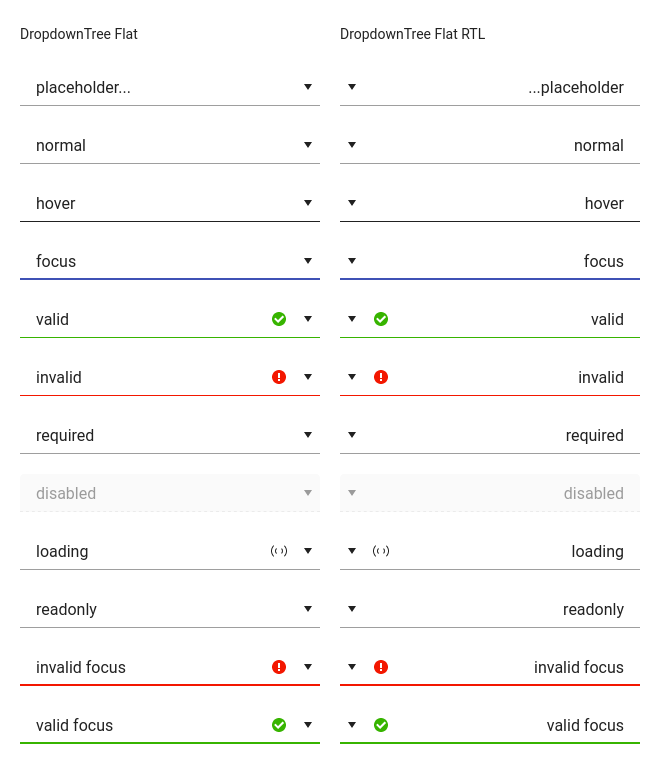 DropdownTree Flat
placeholder...
normal
hover
focus
valid
invalid
required
disabled
loading
readonly
invalid focus
valid focus
DropdownTree Flat RTL
...placeholder
normal
hover
focus
valid
invalid
required
disabled
loading
readonly
invalid focus
valid focus